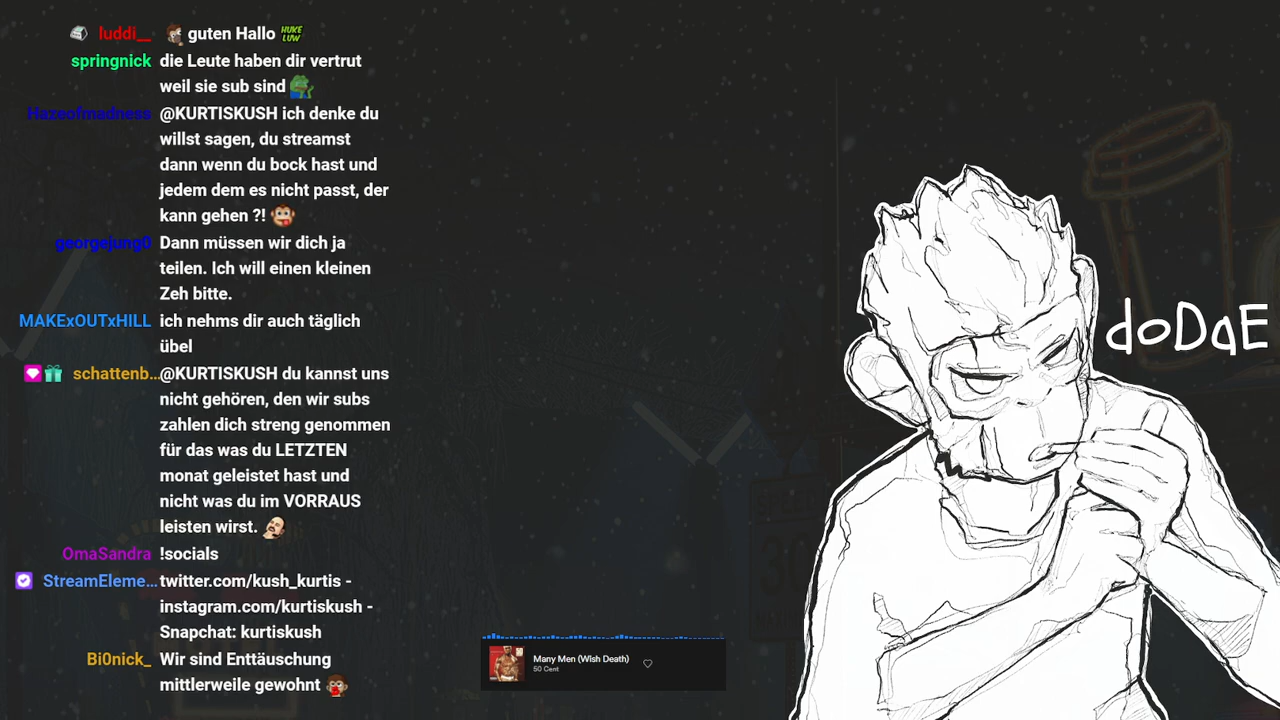 luddi__ guten Hallo HUKE LUW
springnick die Leute haben dir vertrut
weil sie sub sind
Hazeofmadness @KURTISKUSH ich denke du
willst sagen, du streamst
dann wenn du bock hast und
jedem dem es nicht passt, der
kann gehen ?!
georgejung0 Dann müssen wir dich ja
teilen. Ich will einen kleinen
Zeh bitte.
MAKExOUTxHILL ich nehms dir auch täglich
übel
schattenb... @KURTISKUSH du kannst uns
nicht gehören, den wir subs
zahlen dich streng genommen
für das was du LETZTEN
monat geleistet hast und
nicht was du im VORRAUS
leisten wirst.
OmaSandra !socials
StreamEleme... twitter.com/kush_kurtis -
instagram.com/kurtiskush -
Snapchat: kurtiskush
Bi0nick_ Wir sind Enttäuschung
mittlerweile gewohnt
doDaE
Many Men (Wish Death)
50 Cent